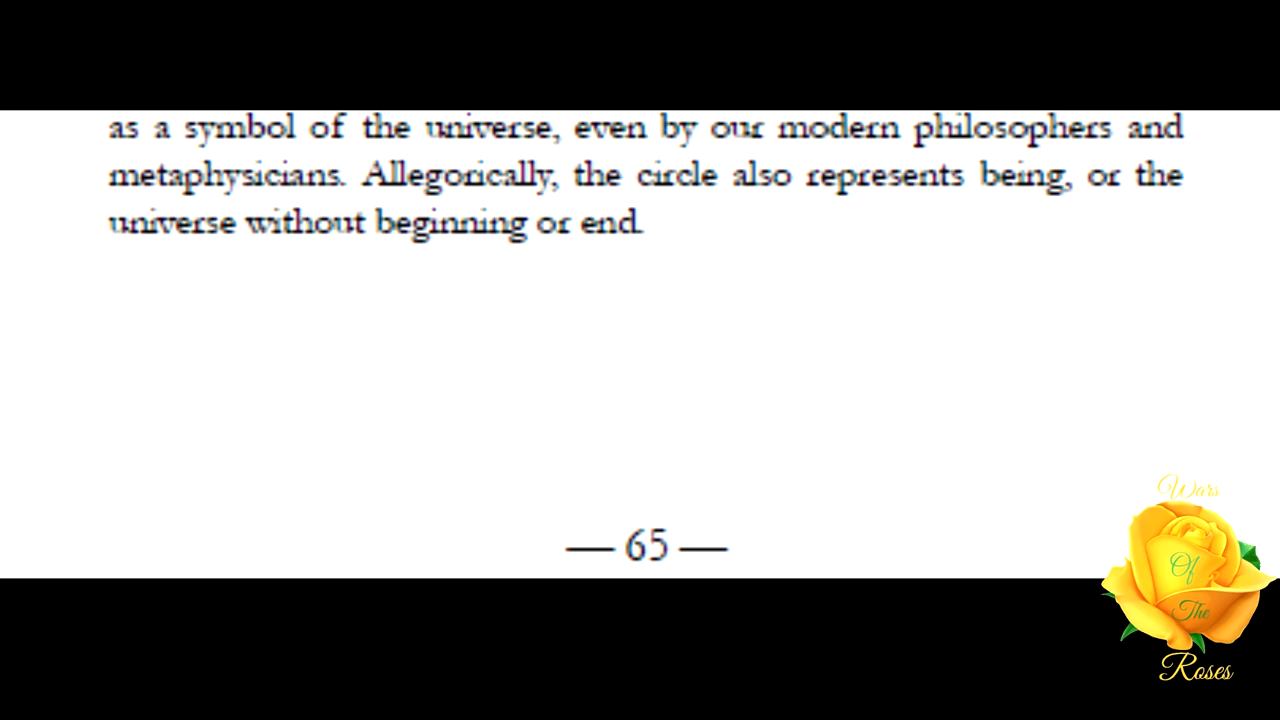 as a symbol of the universe, even by our modern philosophers and
metaphysicians. Allegorically, the circle also represents being, or the
universe without beginning or end.
— 65 —
Wars
Of
The
Roses